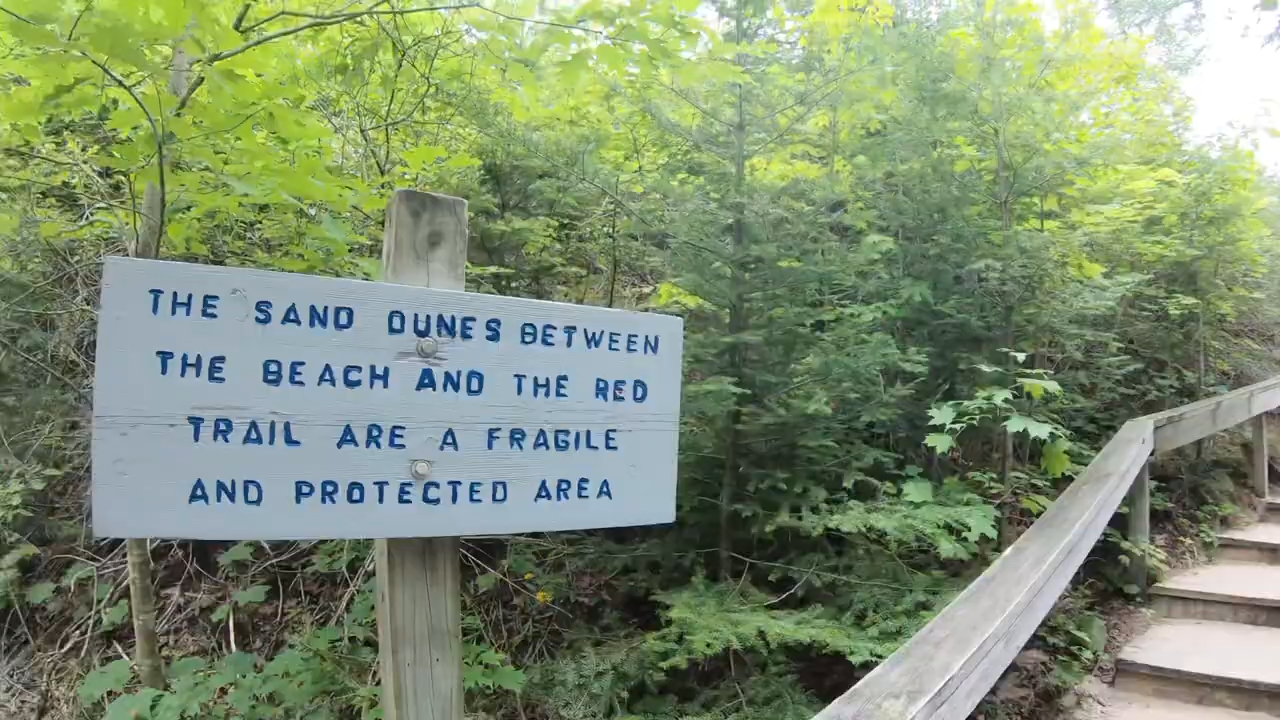 THE SAND DUNES BETWEEN
THE BEACH AND THE RED
TRAIL ARE A FRAGILE
AND PROTECTED AREA